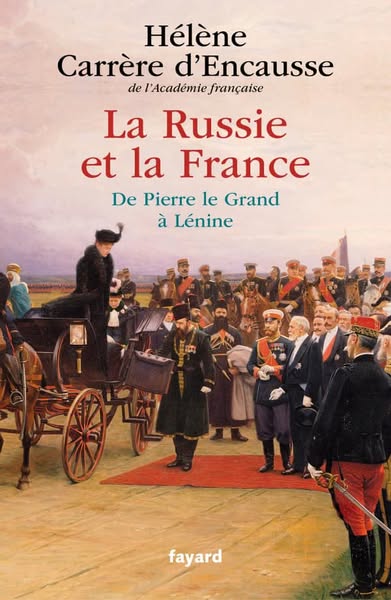 Hélène
Carrère d'Encausse
de l'Académie française
La Russie
et la France
De Pierre le Grand
à Lénine
fayard